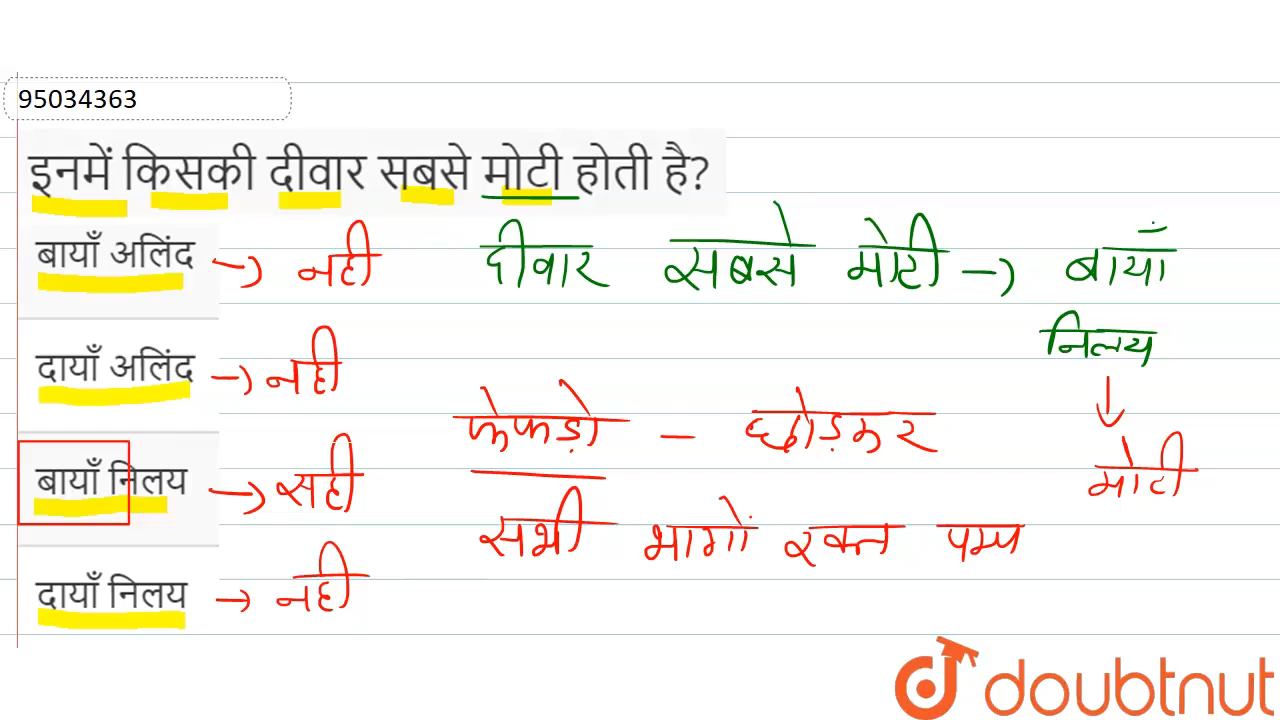 95034363
इनमें किसकी दीवार सबसे मोटी होती है?
बायाँ अलिंद → नही
दायाँ अलिंद → नही
बायाँ निलय → सही
दायाँ निलय → नही
दीवार सबसे मोटी → बायाँ
निलय
↓
मोटी
फेफड़ो – छोड़कर
सभी भागों रक्त पम्प
doubtnut